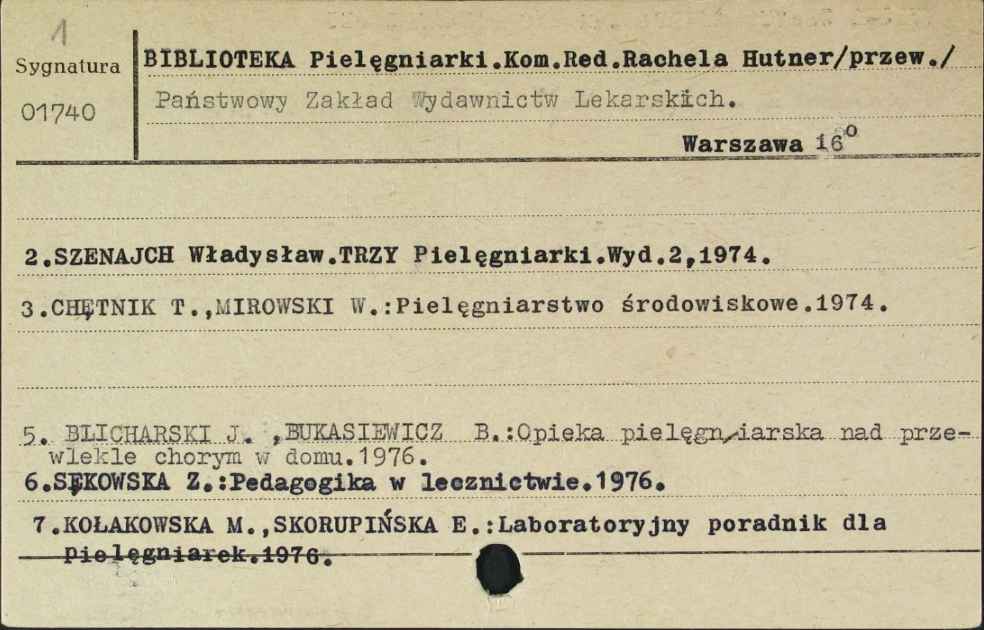 1
Sygnatura
01740
BIBLIOTEKA Pielęgniarki.Kom.Red.Rachela Hutner/przew./
Państwowy Zakład Wydawnictw Lekarskich.
Warszawa 16°
2.SZENAJCH Władysław.TRZY Pielęgniarki.Wyd.2,1974.
3.CHĘTNIK T.,MIROWSKI W.:Pielęgniarstwo środowiskowe.1974.
5. BLICHARSKI J. ,BUKASIEWICZ B.:Opieka pielęgn/iarska nad prze-
wlekle chorym w domu.1976.
6.SĘKOWSKA Z.:Pedagogika w lecznictwie.1976.
7.KOŁAKOWSKA M.,SKORUPIŃSKA E.:Laboratoryjny poradnik dla
Pielęgniarek.1976.